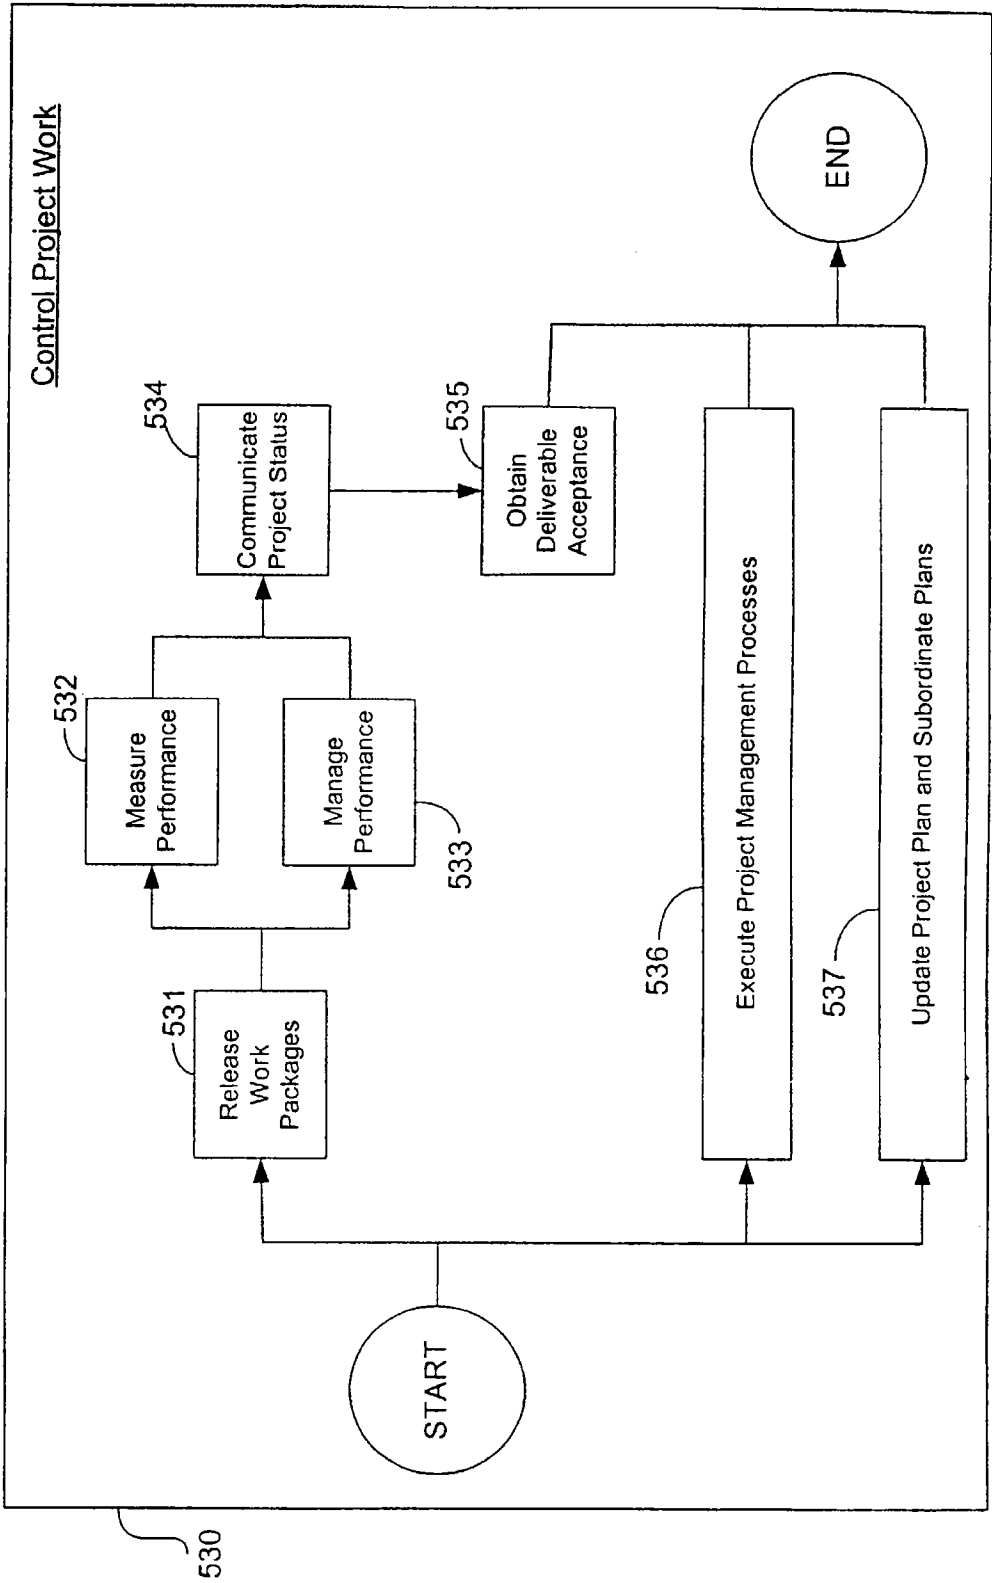 Control Project Work
530
START
531
Release
Work
Packages
532
Measure
Performance
Manage
Performance
533
534
Communicate
Project Status
535
Obtain
Deliverable
Acceptance
536
Execute Project Management Processes
537
Update Project Plan and Subordinate Plans
END